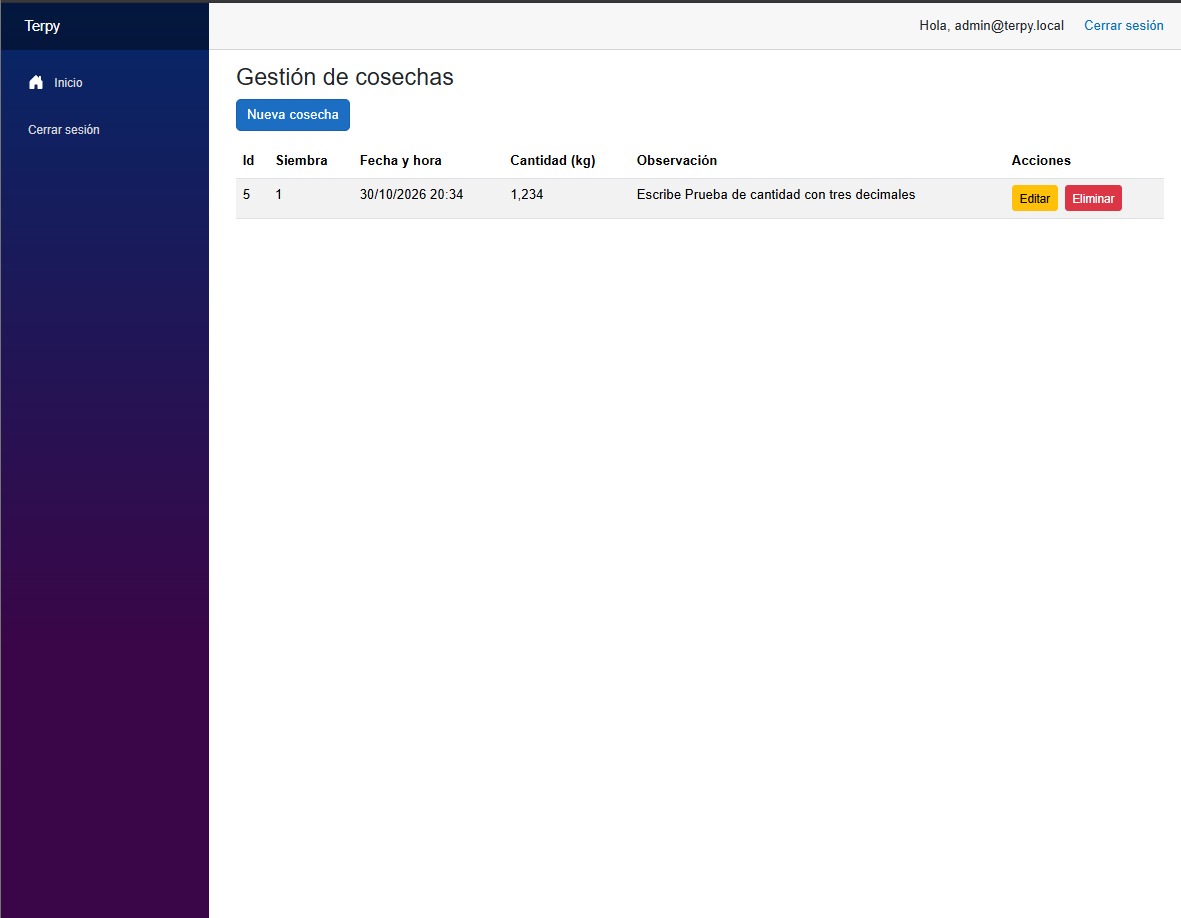 Terpy
Hola, admin@terpy.local Cerrar sesión
Inicio
Cerrar sesión
Gestión de cosechas
Nueva cosecha
Id Siembra Fecha y hora Cantidad (kg) Observación Acciones
5 1 30/10/2026 20:34 1,234 Escribe Prueba de cantidad con tres decimales Editar Eliminar